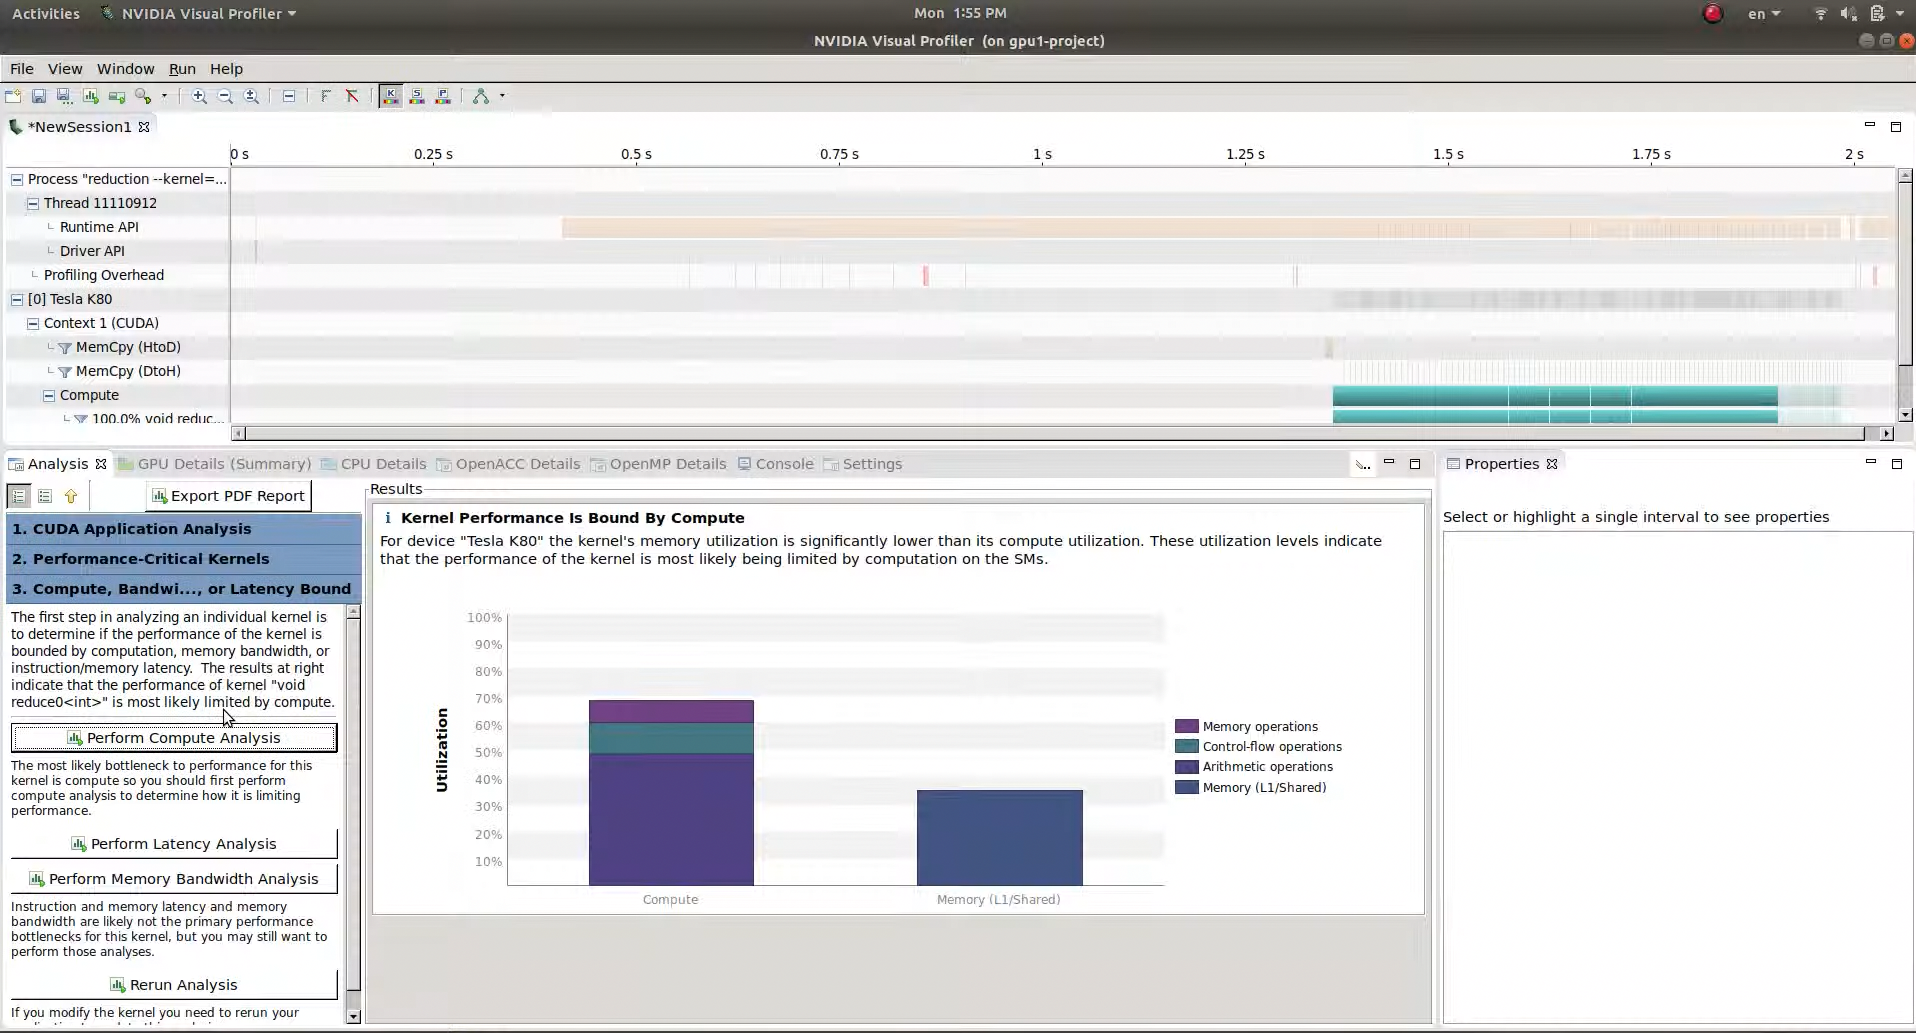 Activities NVIDIA Visual Profiler Mon 1:55 PM en
NVIDIA Visual Profiler (on gpu1-project)
File View Window Run Help
*NewSession1
0 s 0.25 s 0.5 s 0.75 s 1 s 1.25 s 1.5 s 1.75 s 2 s
Process "reduction --kernel=...
Thread 11110912
Runtime API
Driver API
Profiling Overhead
[0] Tesla K80
Context 1 (CUDA)
MemCpy (HtoD)
MemCpy (DtoH)
Compute
100.0% void reduc...
Analysis GPU Details (Summary) CPU Details OpenACC Details OpenMP Details Console Settings
Export PDF Report
1. CUDA Application Analysis
2. Performance-Critical Kernels
3. Compute, Bandwi..., or Latency Bound
The first step in analyzing an individual kernel is
to determine if the performance of the kernel is
bounded by computation, memory bandwidth, or
instruction/memory latency. The results at right
indicate that the performance of kernel "void
reduce0<int>" is most likely limited by compute.
Perform Compute Analysis
The most likely bottleneck to performance for this
kernel is compute so you should first perform
compute analysis to determine how it is limiting
performance.
Perform Latency Analysis
Perform Memory Bandwidth Analysis
Instruction and memory latency and memory
bandwidth are likely not the primary performance
bottlenecks for this kernel, but you may still want to
perform those analyses.
Rerun Analysis
If you modify the kernel you need to rerun your
Results
Kernel Performance Is Bound By Compute
For device "Tesla K80" the kernel's memory utilization is significantly lower than its compute utilization. These utilization levels indicate
that the performance of the kernel is most likely being limited by computation on the SMs.
100%
90%
80%
70%
60%
50%
40%
30%
20%
10%
Utilization
Compute Memory (L1/Shared)
Memory operations
Control-flow operations
Arithmetic operations
Memory (L1/Shared)
Properties
Select or highlight a single interval to see properties